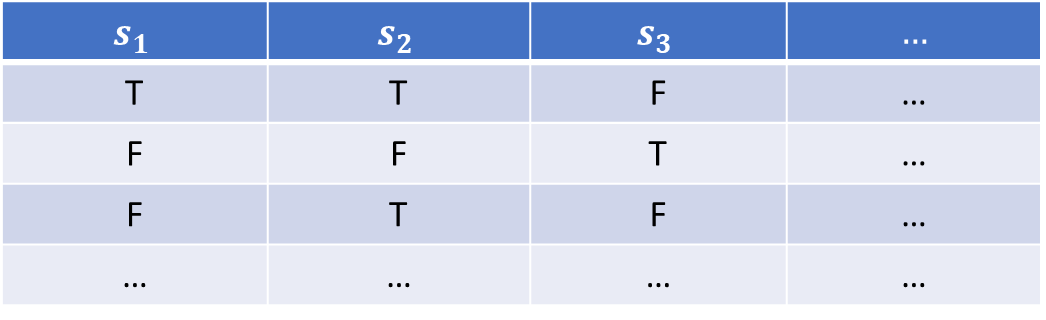 s₁ s₂ s₃ ...
T T F ...
F F T ...
F T F ...
... ... ... ...